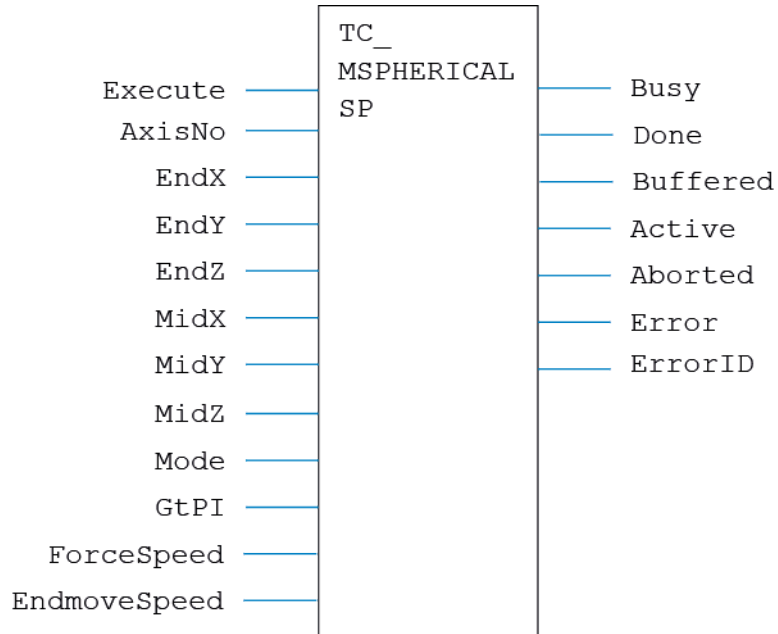 TC_
MSPHERICAL
SP
Execute
AxisNo
EndX
EndY
EndZ
MidX
MidY
MidZ
Mode
GtPI
ForceSpeed
EndmoveSpeed
Busy
Done
Buffered
Active
Aborted
Error
ErrorID